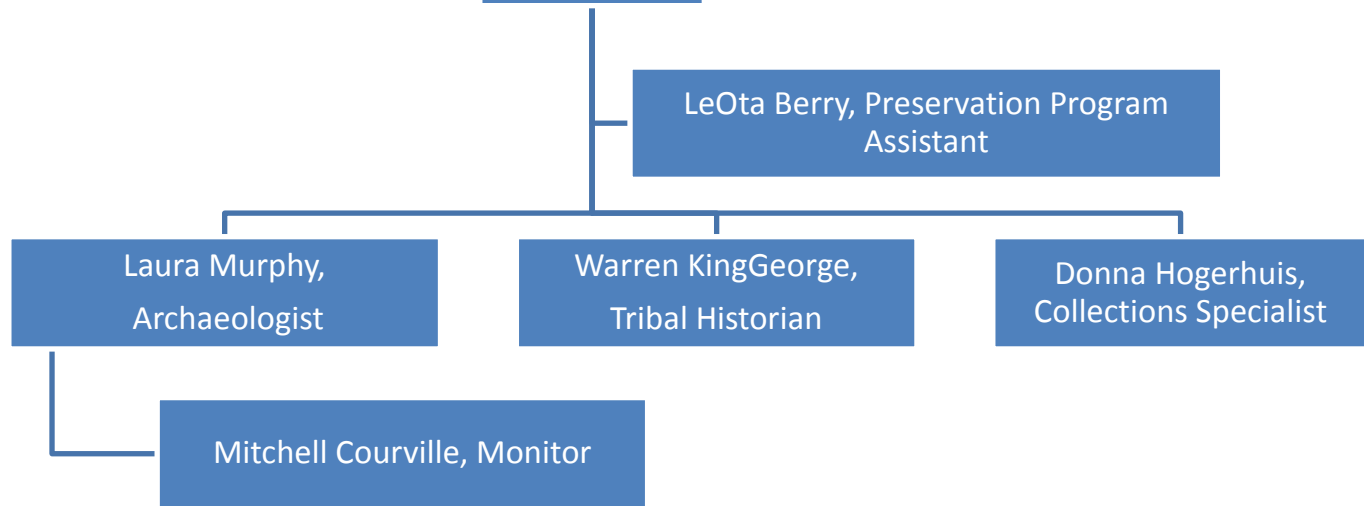 LeOta Berry, Preservation Program
Assistant
Laura Murphy,
Archaeologist
Warren KingGeorge,
Tribal Historian
Donna Hogerhuis,
Collections Specialist
Mitchell Courville, Monitor